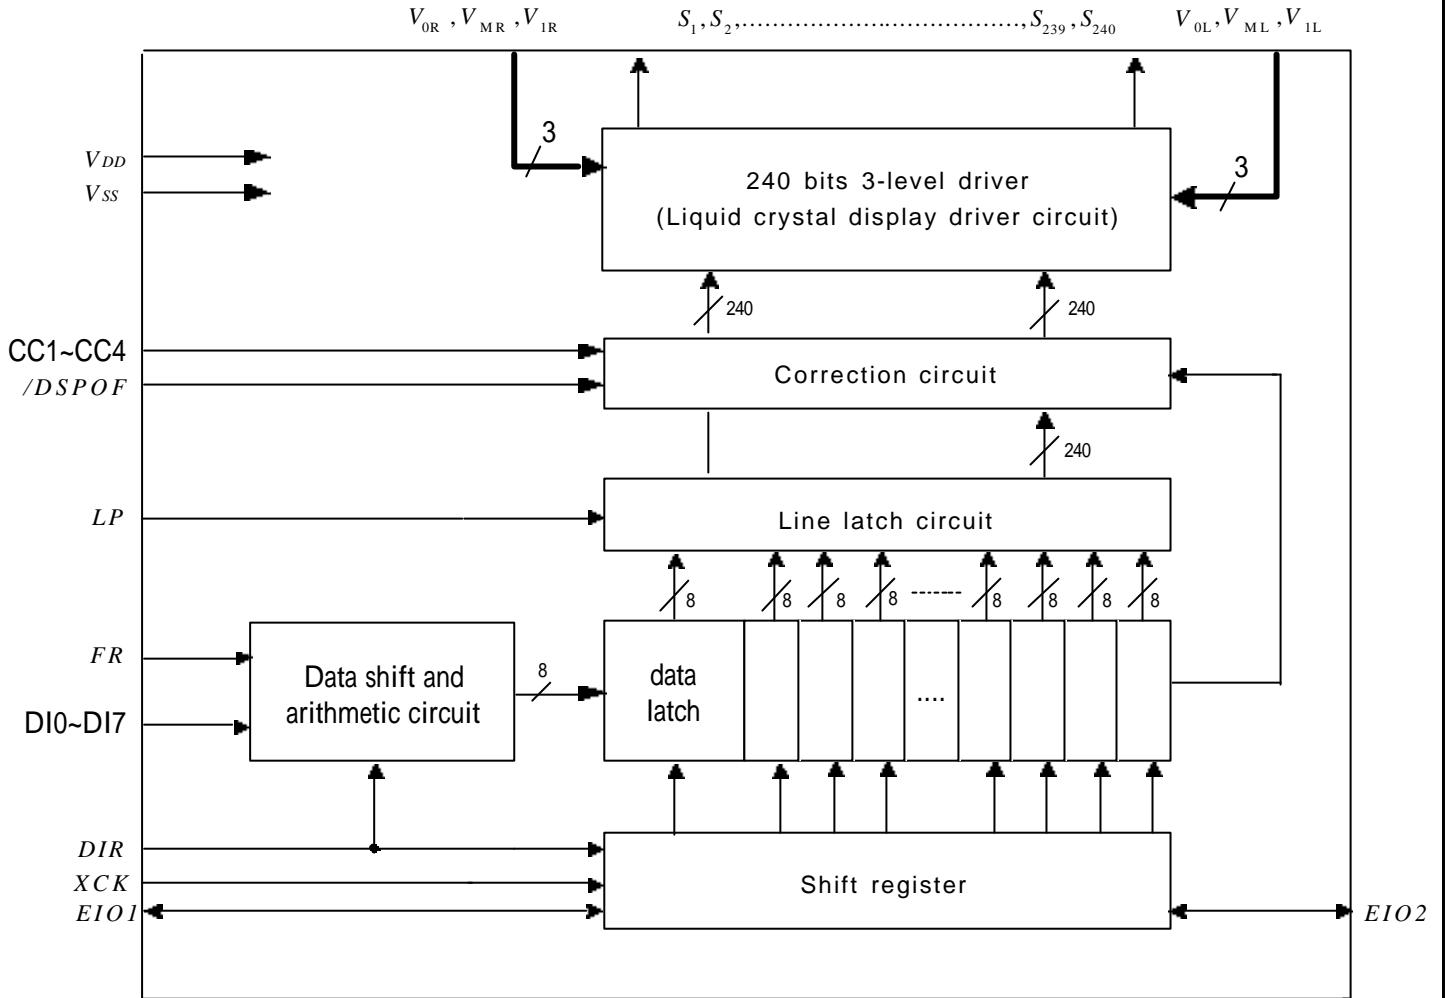 V0R , VMR , V1R
S1, S2, ......................................, S239 , S240
V0L, VML, V1L
3
3
VDD
VSS
240 bits 3-level driver
(Liquid crystal display driver circuit)
240
240
CC1~CC4
/DSPOF
Correction circuit
240
LP
Line latch circuit
8 8 8 8 ------- 8 8 8 8
FR
DI0~DI7
Data shift and
arithmetic circuit
8
data
latch
....
DIR
XCK
EIO1
Shift register
EIO2